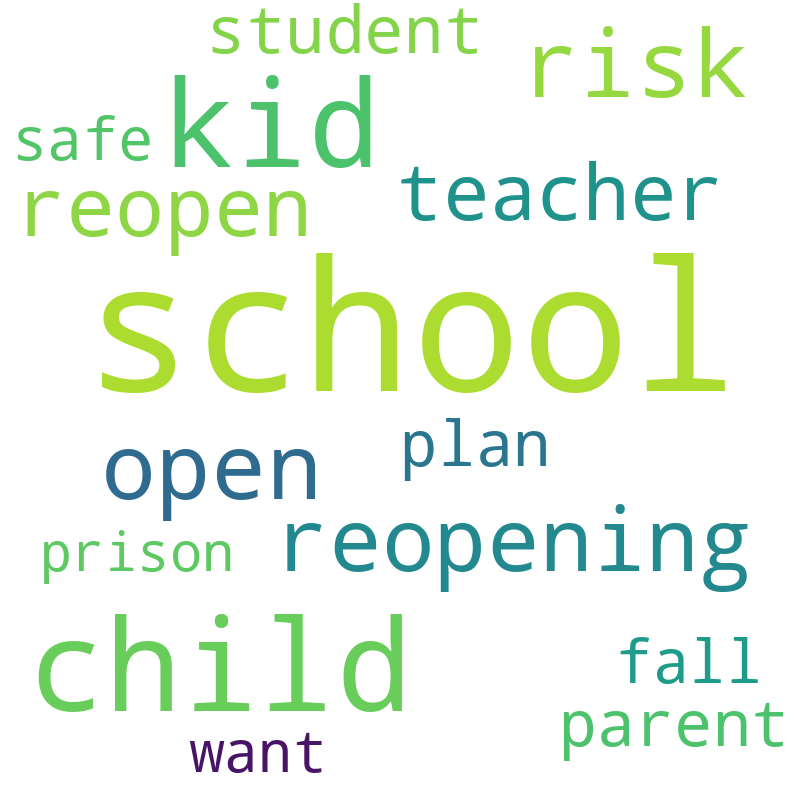 student
risk
kid
safe
teacher
reopen
school
plan
open
reopening
prison
child
fall
parent
want